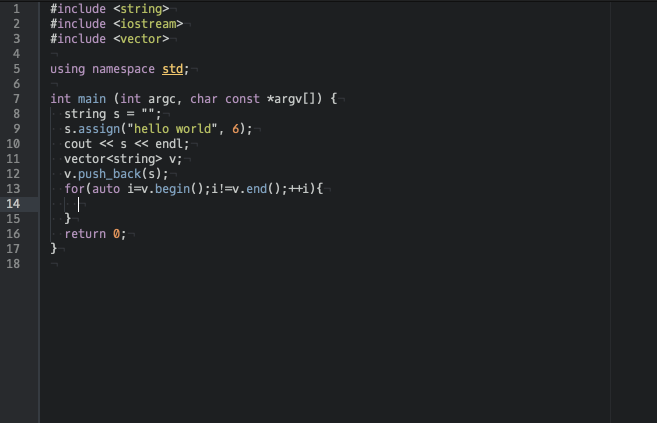 1 #include <string>
2 #include <iostream>
3 #include <vector>
4
5 using namespace std;
6
7 int main (int argc, char const *argv[]) {
8   string s = "";
9   s.assign("hello world", 6);
10   cout << s << endl;
11   vector<string> v;
12   v.push_back(s);
13   for(auto i=v.begin();i!=v.end();++i){
14
15   }
16   return 0;
17 }
18